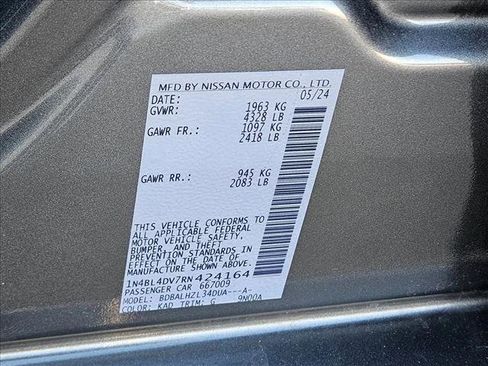 MFD BY NISSAN MOTOR CO., LTD.
DATE: 05/24
GVWR: 1963 KG
4328 LB
GAWR FR.: 1097 KG
2418 LB
GAWR RR.: 945 KG
2083 LB
THIS VEHICLE CONFORMS TO
ALL APPLICABLE FEDERAL
MOTOR VEHICLE SAFETY,
BUMPER, AND THEFT
PREVENTION STANDARDS IN
EFFECT ON THE DATE OF
MANUFACTURE SHOWN ABOVE.
1N4BL4DV7RN424164
PASSENGER CAR 667009
MODEL: BDBALHZL34DUA---A-
COLOR: KAD TRIM: G 9N00A